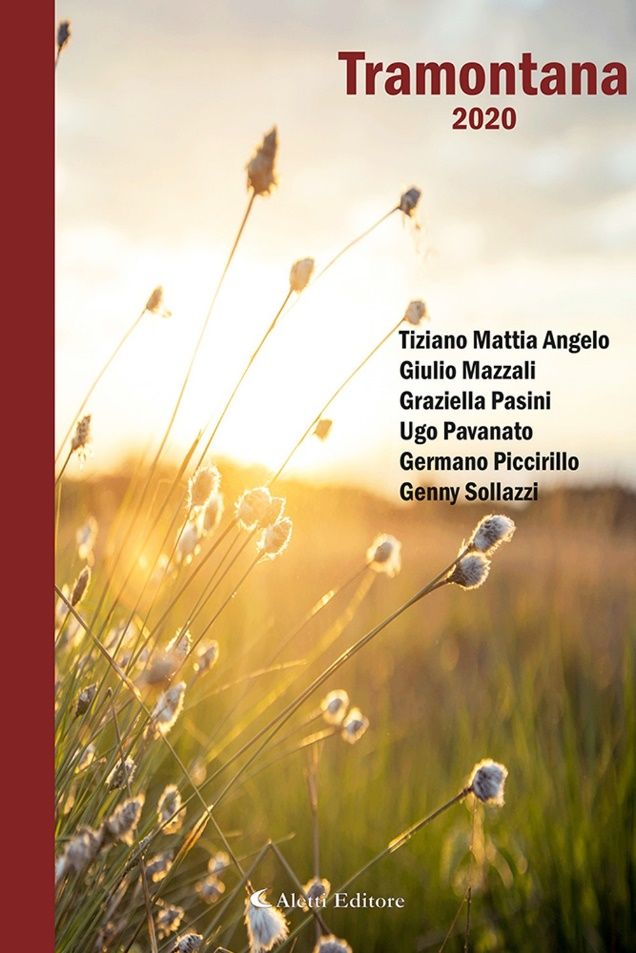 Tramontana
2020
Tiziano Mattia Angelo
Giulio Mazzali
Graziella Pasini
Ugo Pavanato
Germano Piccirillo
Genny Sollazzi
Aletti Editore